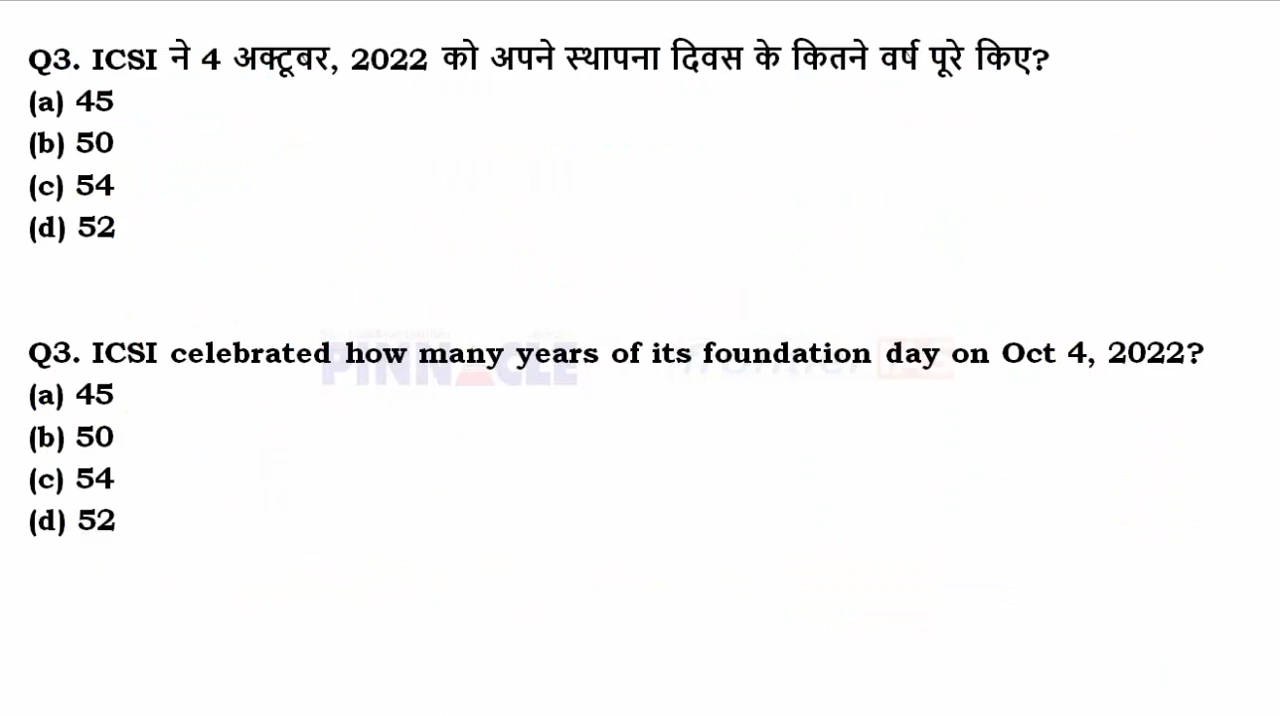 Q3. ICSI ने 4 अक्टूबर, 2022 को अपने स्थापना दिवस के कितने वर्ष पूरे किए?
(a) 45
(b) 50
(c) 54
(d) 52
Q3. ICSI celebrated how many years of its foundation day on Oct 4, 2022?
(a) 45
(b) 50
(c) 54
(d) 52
PINNACLE